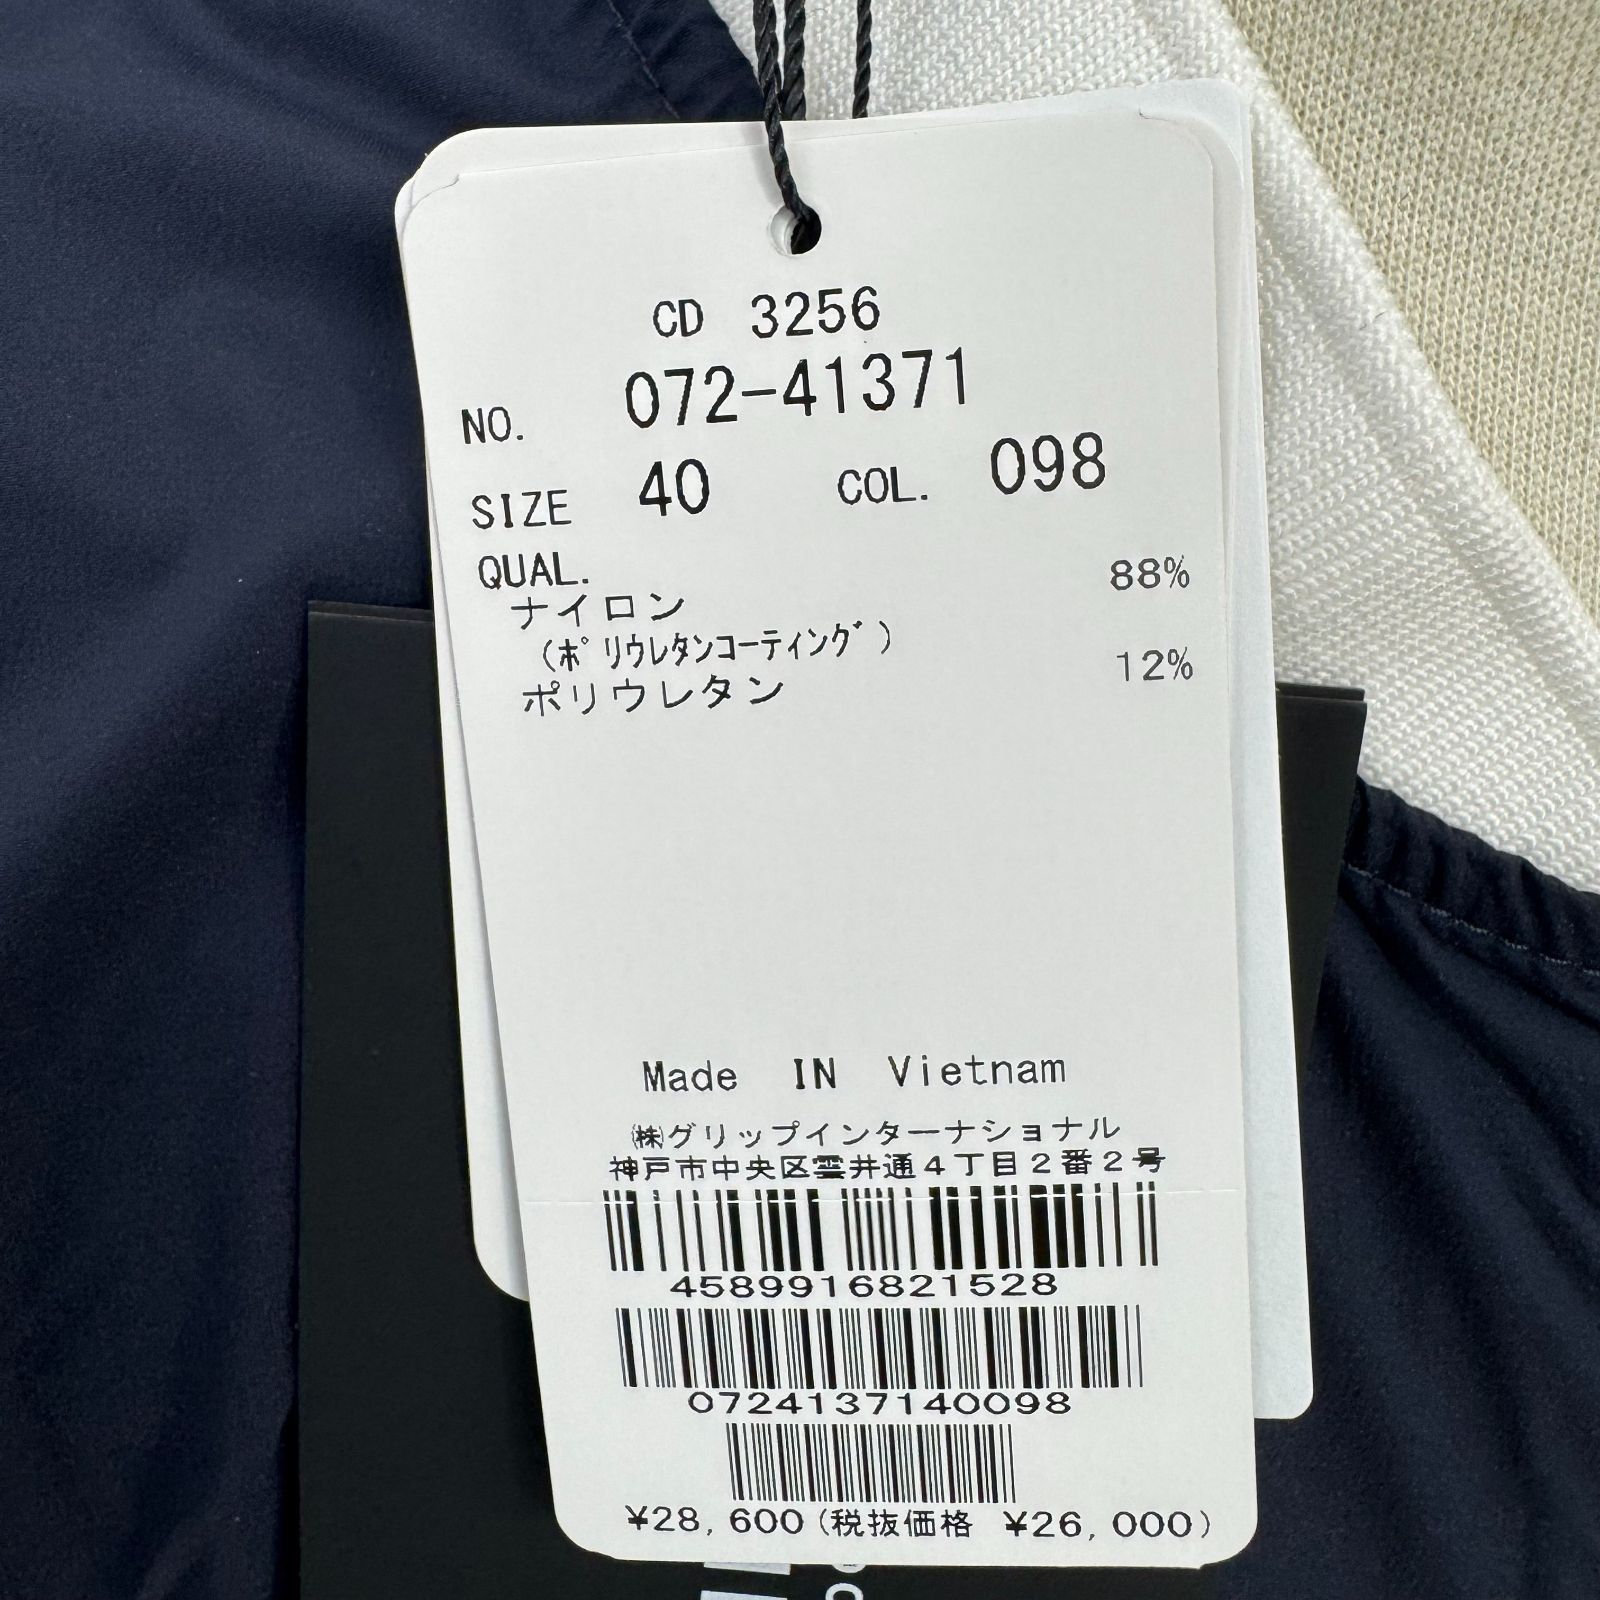 CD 3256
NO. 072-41371
SIZE 40 COL. 098
QUAL.
ナイロン 88%
(ポリウレタンコーティング)
ポリウレタン 12%
Made IN Vietnam
㈱グリップインターナショナル
神戸市中央区雲井通4丁目2番2号
4589916821528
0724137140098
¥28,600(税抜価格 ¥26,000)